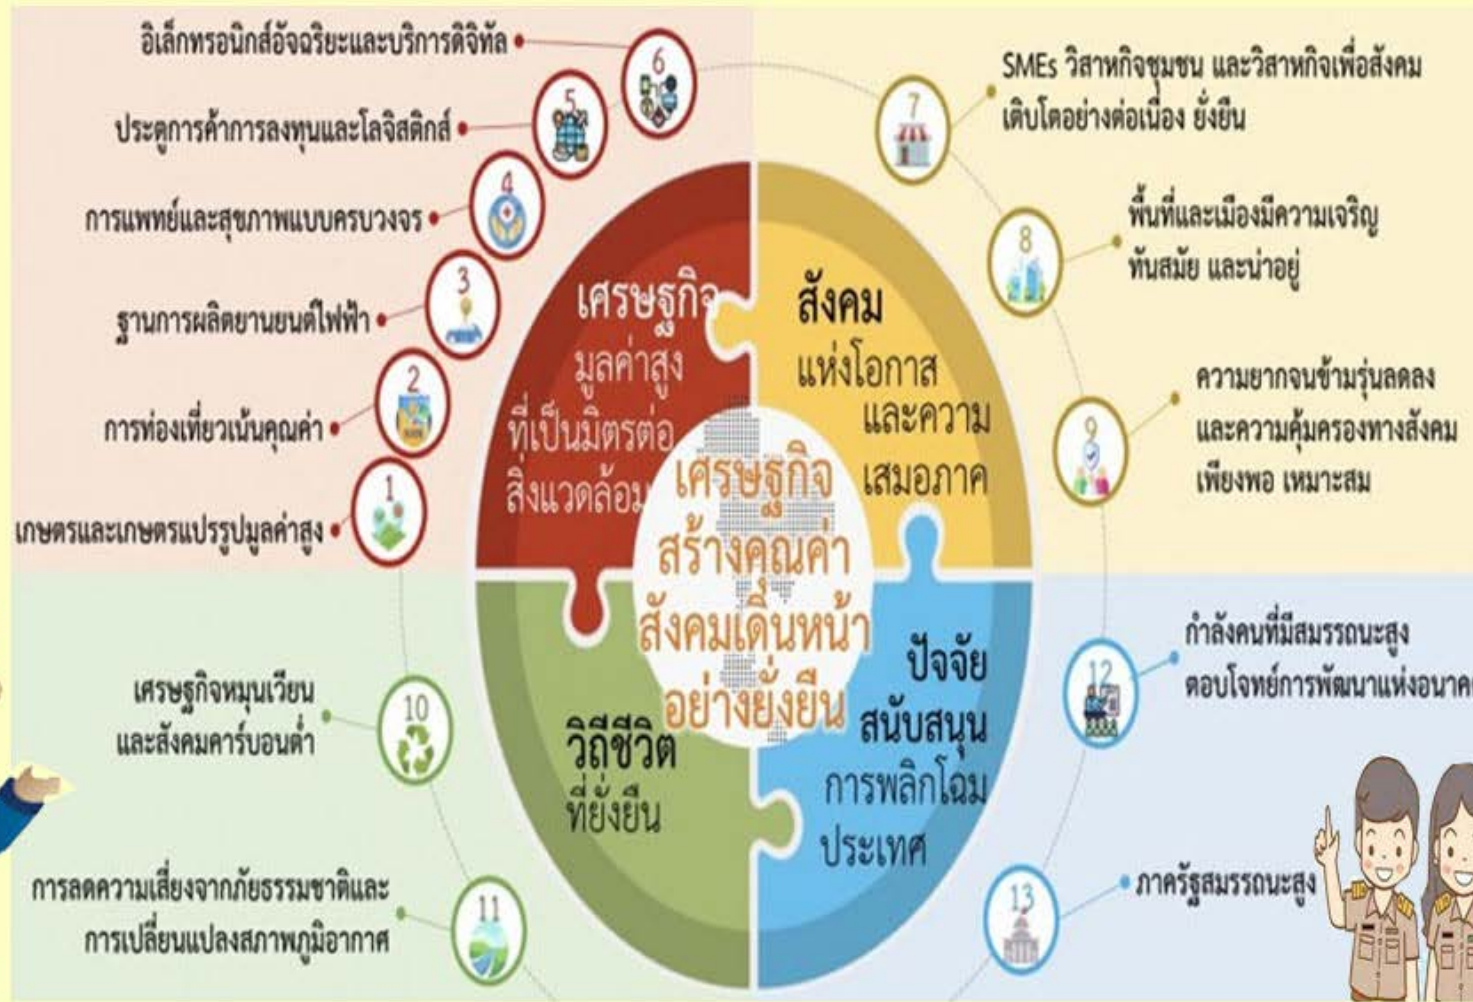 อิเล็กทรอนิกส์อัจฉริยะและบริการดิจิทัล
6
ประตูการค้าการลงทุนและโลจิสติกส์
5
การแพทย์และสุขภาพแบบครบวงจร
4
ฐานการผลิตยานยนต์ไฟฟ้า
3
การท่องเที่ยวเน้นคุณค่า
2
เกษตรและเกษตรแปรรูปมูลค่าสูง
1
7
SMEs วิสาหกิจชุมชน และวิสาหกิจเพื่อสังคม
เติบโตอย่างต่อเนื่อง ยั่งยืน
8
พื้นที่และเมืองมีความเจริญ
ทันสมัย และน่าอยู่
9
ความยากจนข้ามรุ่นลดลง
และความคุ้มครองทางสังคม
เพียงพอ เหมาะสม
เศรษฐกิจ
มูลค่าสูง
ที่เป็นมิตรต่อ
สิ่งแวดล้อม
สังคม
แห่งโอกาส
และความ
เสมอภาค
เศรษฐกิจ
สร้างคุณค่า
สังคมเดินหน้า
อย่างยั่งยืน
วิถีชีวิต
ที่ยั่งยืน
ปัจจัย
สนับสนุน
การพลิกโฉม
ประเทศ
เศรษฐกิจหมุนเวียน
และสังคมคาร์บอนต่ำ
10
การลดความเสี่ยงจากภัยธรรมชาติและ
การเปลี่ยนแปลงสภาพภูมิอากาศ
11
12
กำลังคนที่มีสมรรถนะสูง
ตอบโจทย์การพัฒนาแห่งอนาคต
13
ภาครัฐสมรรถนะสูง